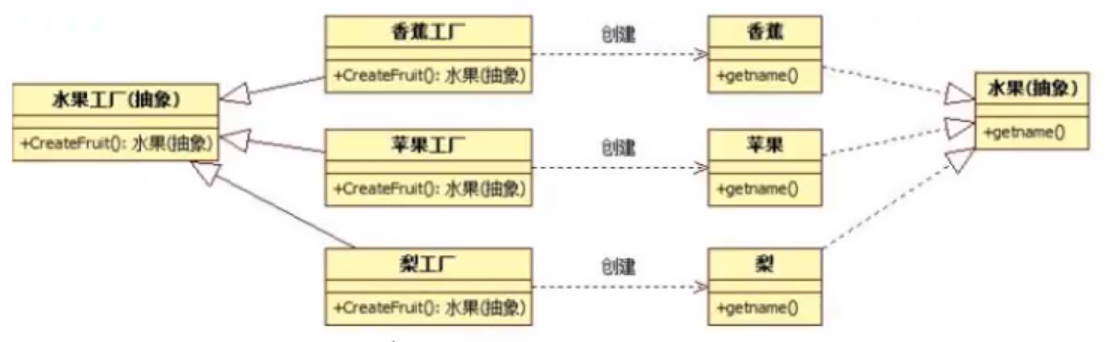 香蕉工厂
+CreateFruit(): 水果(抽象)
创建
香蕉
+getname()
水果工厂(抽象)
+CreateFruit(): 水果(抽象)
水果(抽象)
+getname()
苹果工厂
+CreateFruit(): 水果(抽象)
创建
苹果
+getname()
梨工厂
+CreateFruit(): 水果(抽象)
创建
梨
+getname()